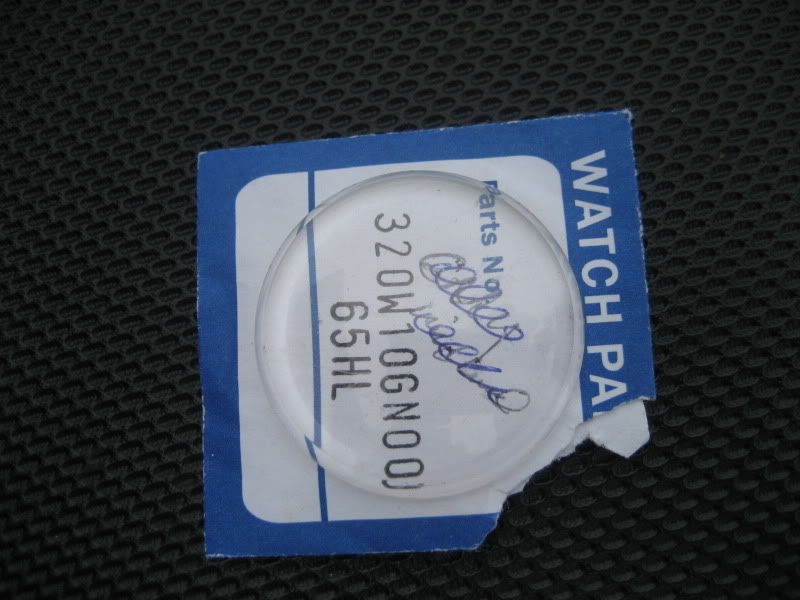 WATCH PA
Parts No
320W10GN00
65HL